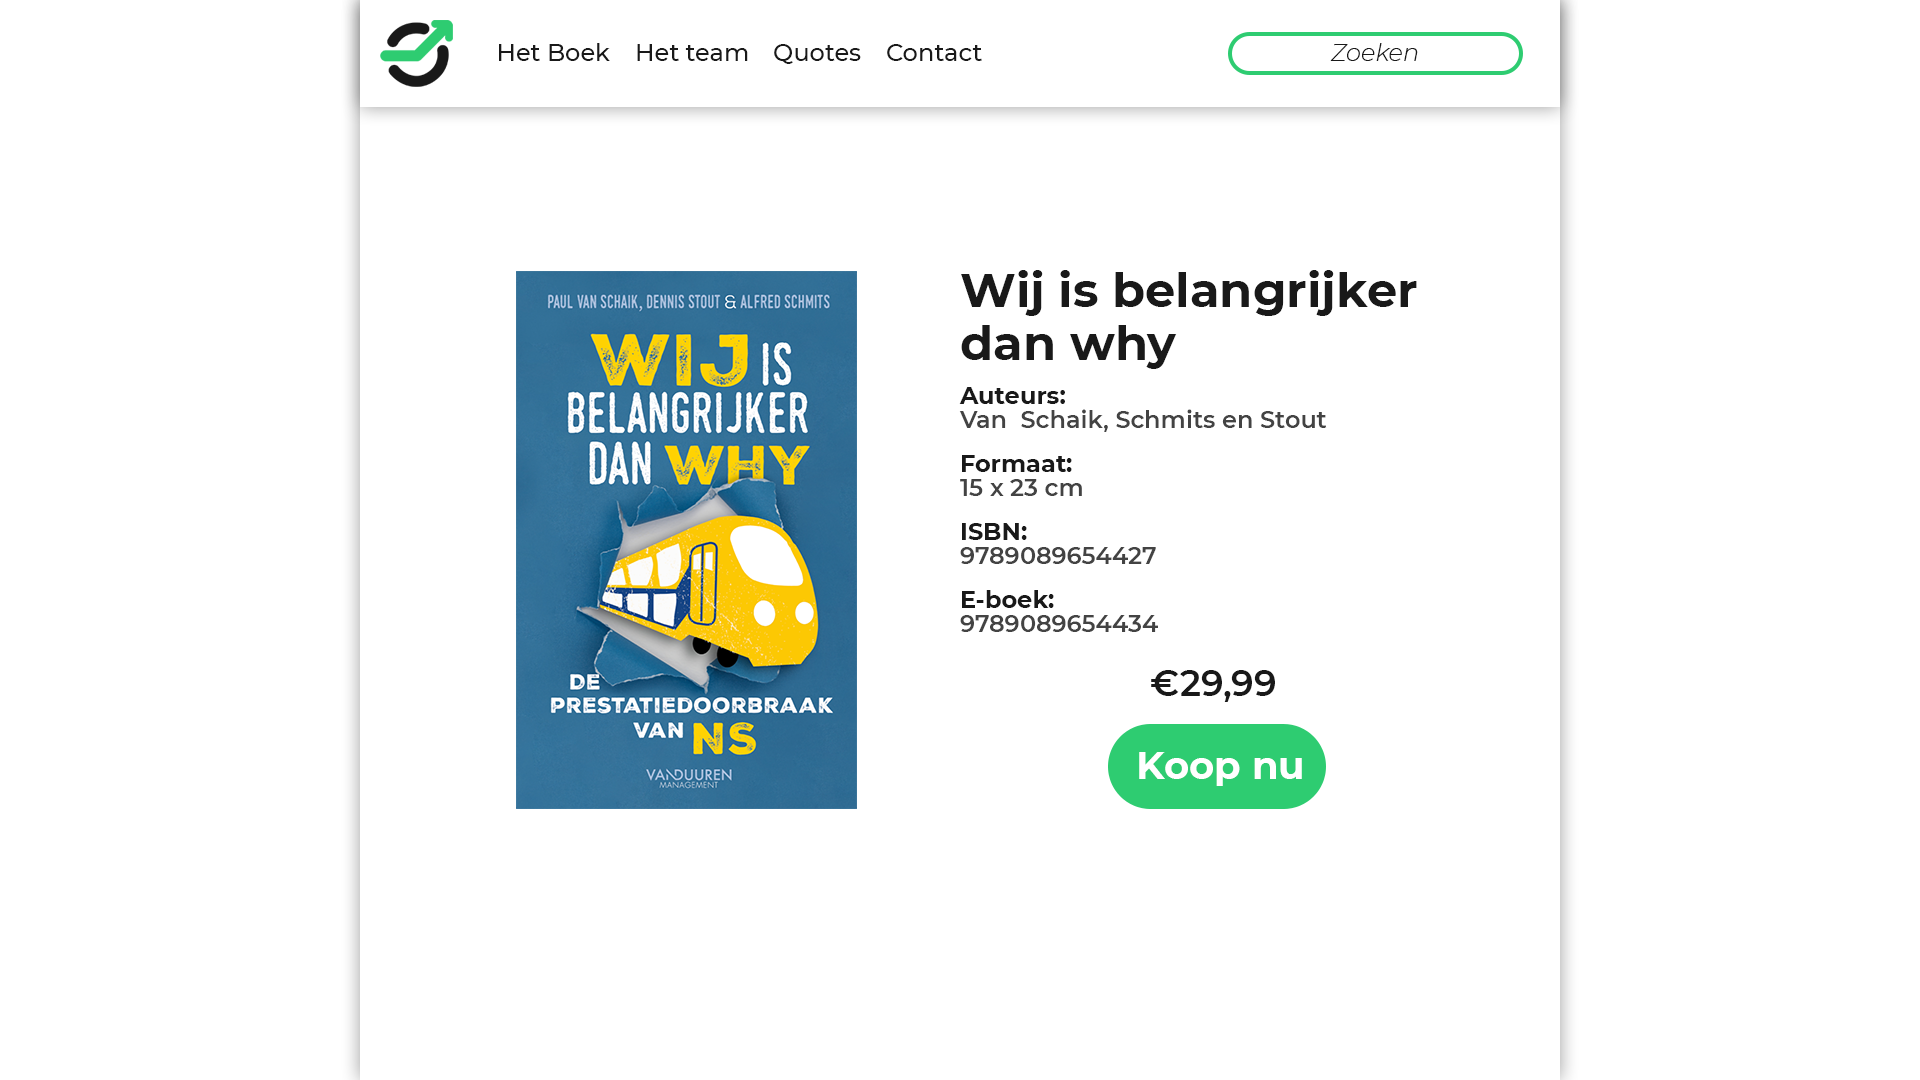 Het Boek Het team Quotes Contact Zoeken
PAUL VAN SCHAIK, DENNIS STOUT & ALFRED SCHMITS
WIJ IS
BELANGRIJKER
DAN WHY
DE
PRESTATIEDOORBRAAK
VAN NS
VANDUUREN
MANAGEMENT
Wij is belangrijker
dan why
Auteurs:
Van  Schaik, Schmits en Stout
Formaat:
15 x 23 cm
ISBN:
9789089654427
E-boek:
9789089654434
€29,99
Koop nu